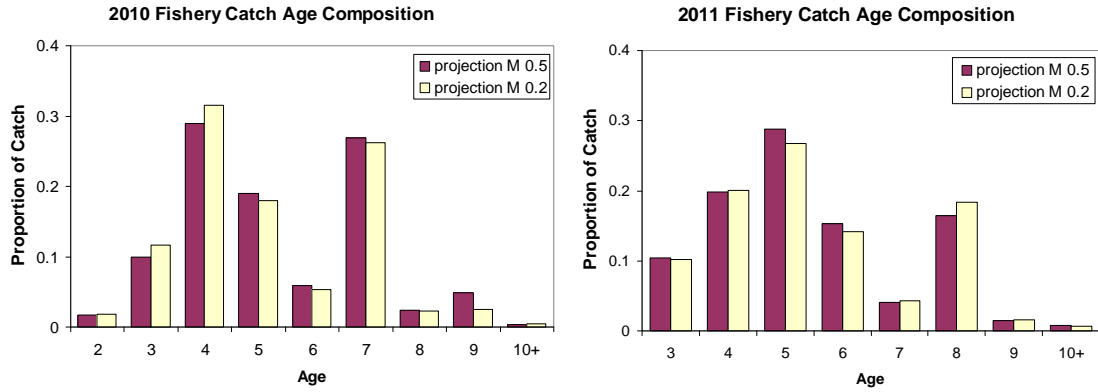 2010 Fishery Catch Age Composition
0.4
0.3
0.2
0.1
0
Proportion of Catch
projection M 0.5
projection M 0.2
2 3 4 5 6 7 8 9 10+
Age
2011 Fishery Catch Age Composition
0.4
0.3
0.2
0.1
0
Proportion of Catch
projection M 0.5
projection M 0.2
3 4 5 6 7 8 9 10+
Age